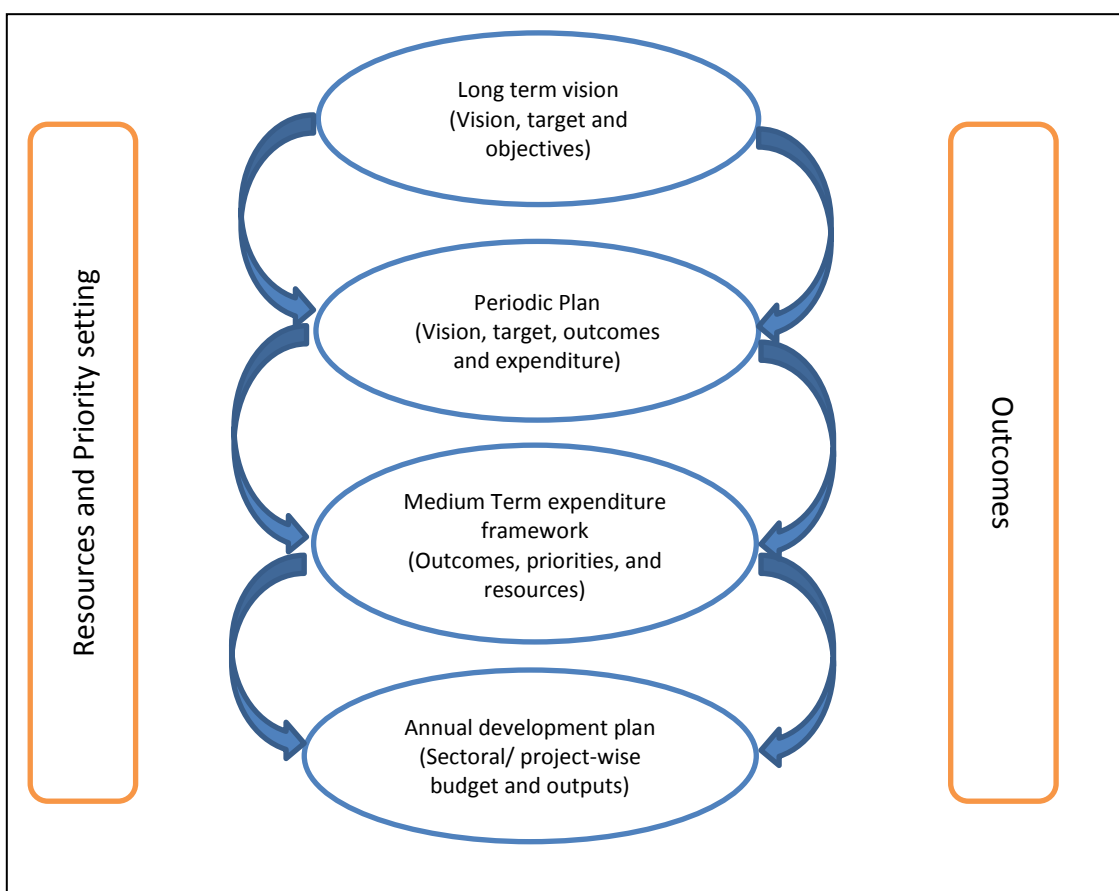 Resources and Priority setting
Long term vision
(Vision, target and
objectives)
Periodic Plan
(Vision, target, outcomes
and expenditure)
Medium Term expenditure
framework
(Outcomes, priorities, and
resources)
Annual development plan
(Sectoral/ project-wise
budget and outputs)
Outcomes